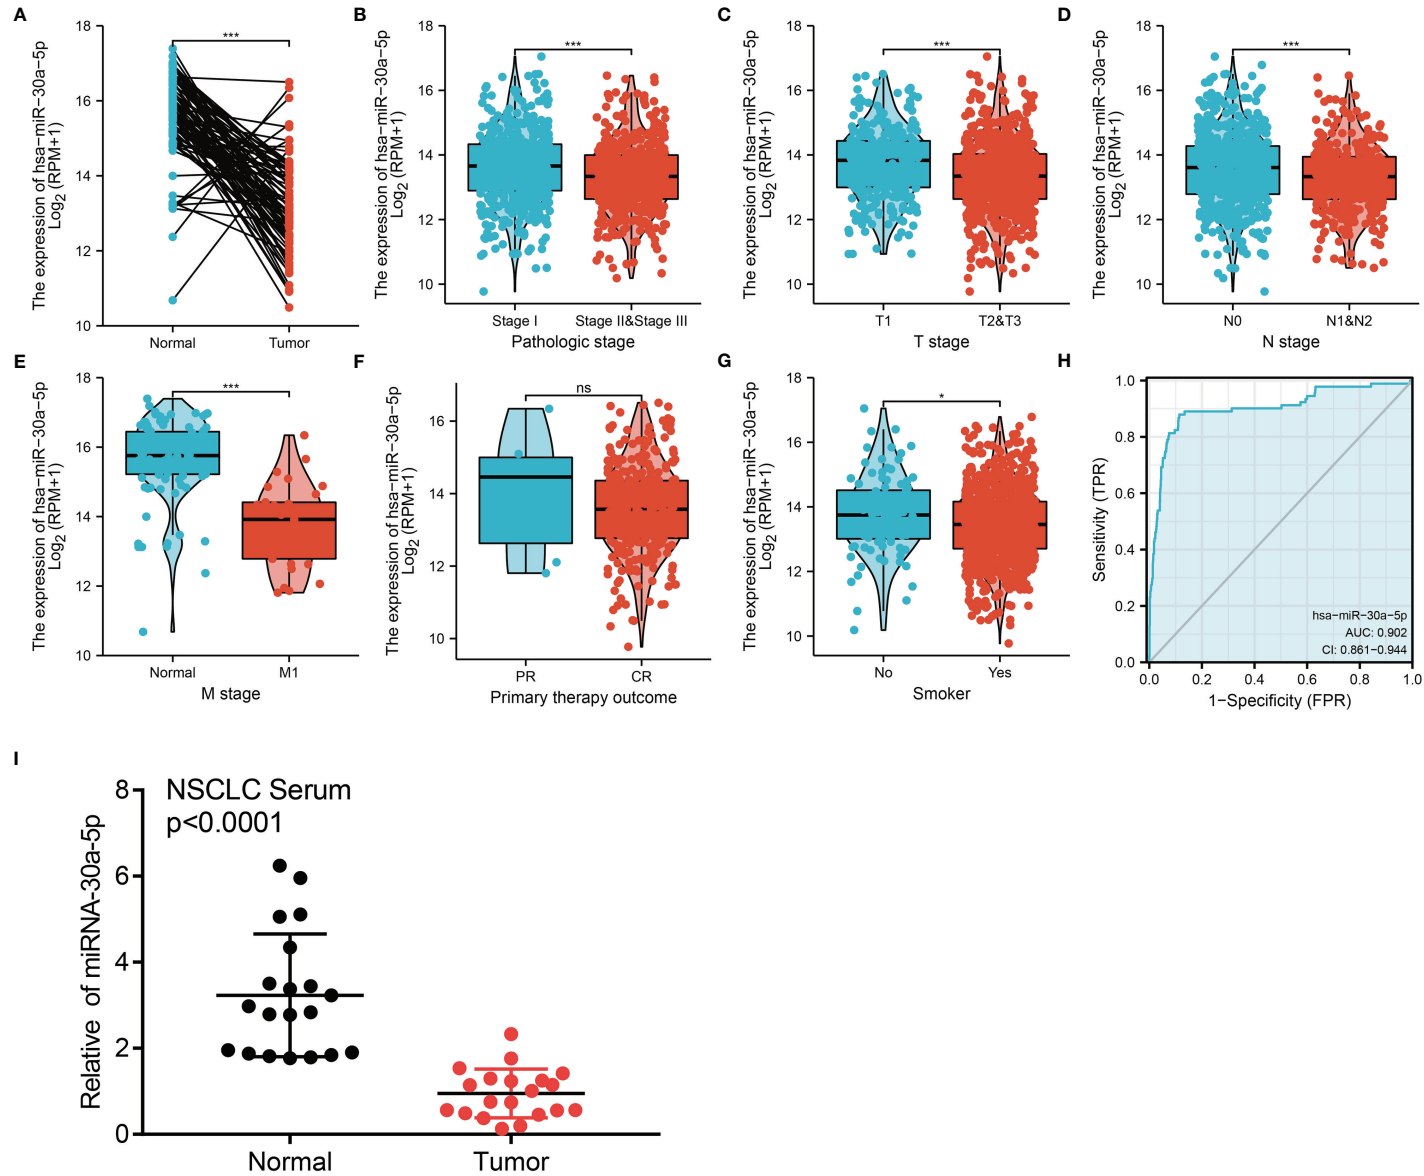 A
The expression of hsa−miR−30a−5p
Log2 (RPM+1)
18
16
14
12
10
***
Normal
Tumor
B
The expression of hsa−miR−30a−5p
Log2 (RPM+1)
18
16
14
12
10
***
Stage I
Stage II&Stage III
Pathologic stage
C
The expression of hsa−miR−30a−5p
Log2 (RPM+1)
18
16
14
12
10
***
T1
T2&T3
T stage
D
The expression of hsa−miR−30a−5p
Log2 (RPM+1)
18
16
14
12
10
***
N0
N1&N2
N stage
E
The expression of hsa−miR−30a−5p
Log2 (RPM+1)
18
16
14
12
10
***
Normal
M1
M stage
F
The expression of hsa−miR−30a−5p
Log2 (RPM+1)
16
14
12
10
ns
PR
CR
Primary therapy outcome
G
The expression of hsa−miR−30a−5p
Log2 (RPM+1)
18
16
14
12
10
*
No
Yes
Smoker
H
Sensitivity (TPR)
1.0
0.8
0.6
0.4
0.2
0.0
hsa−miR−30a−5p
AUC: 0.902
CI: 0.861−0.944
0.0
0.2
0.4
0.6
0.8
1.0
1−Specificity (FPR)
I
Relative of miRNA-30a-5p
8
6
4
2
0
NSCLC Serum
p<0.0001
Normal
Tumor